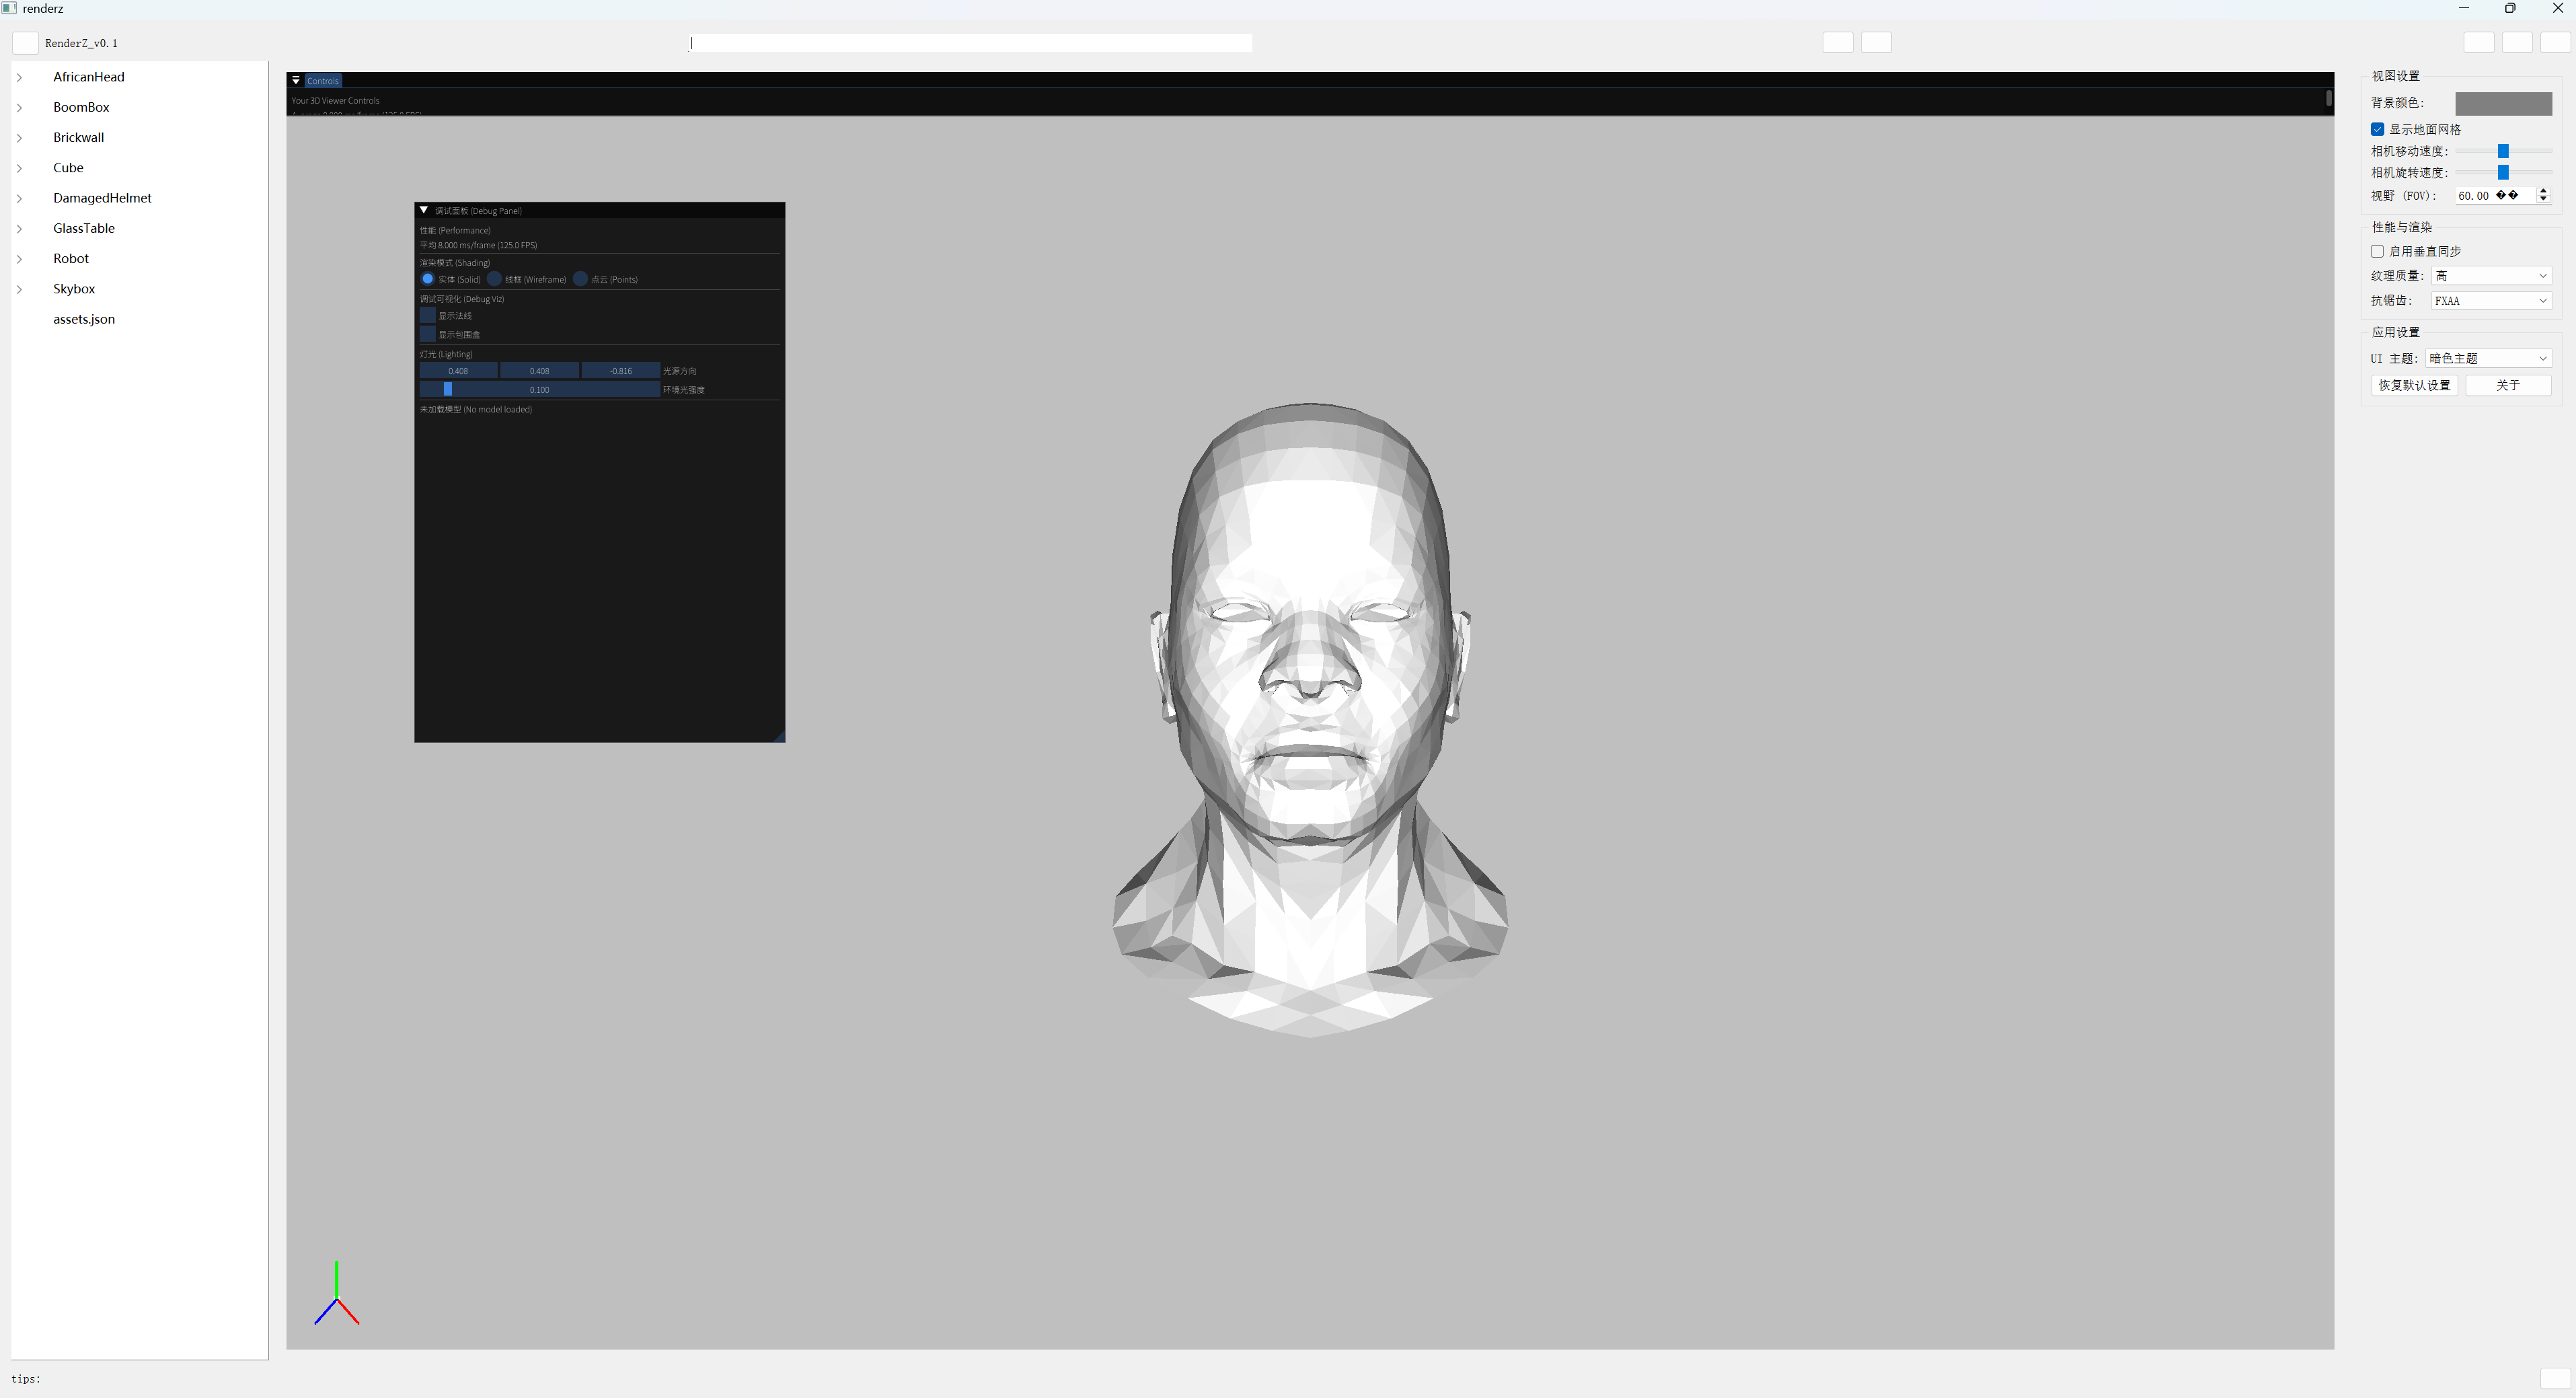 renderz
RenderZ_v0.1
AfricanHead
BoomBox
Brickwall
Cube
DamagedHelmet
GlassTable
Robot
Skybox
assets.json
Controls
Your 3D Viewer Controls
调试面板 (Debug Panel)
性能 (Performance)
平均 8.000 ms/frame (125.0 FPS)
渲染模式 (Shading)
实体 (Solid) 线框 (Wireframe) 点云 (Points)
调试可视化 (Debug Viz)
显示法线
显示包围盒
灯光 (Lighting)
0.408 0.408 -0.816 光源方向
0.100 环境光强度
未加载模型 (No model loaded)
视图设置
背景颜色:
显示地面网格
相机移动速度:
相机旋转速度:
视野 (FOV): 60.00 ��
性能与渲染
启用垂直同步
纹理质量: 高
抗锯齿: FXAA
应用设置
UI 主题: 暗色主题
恢复默认设置 关于
tips: